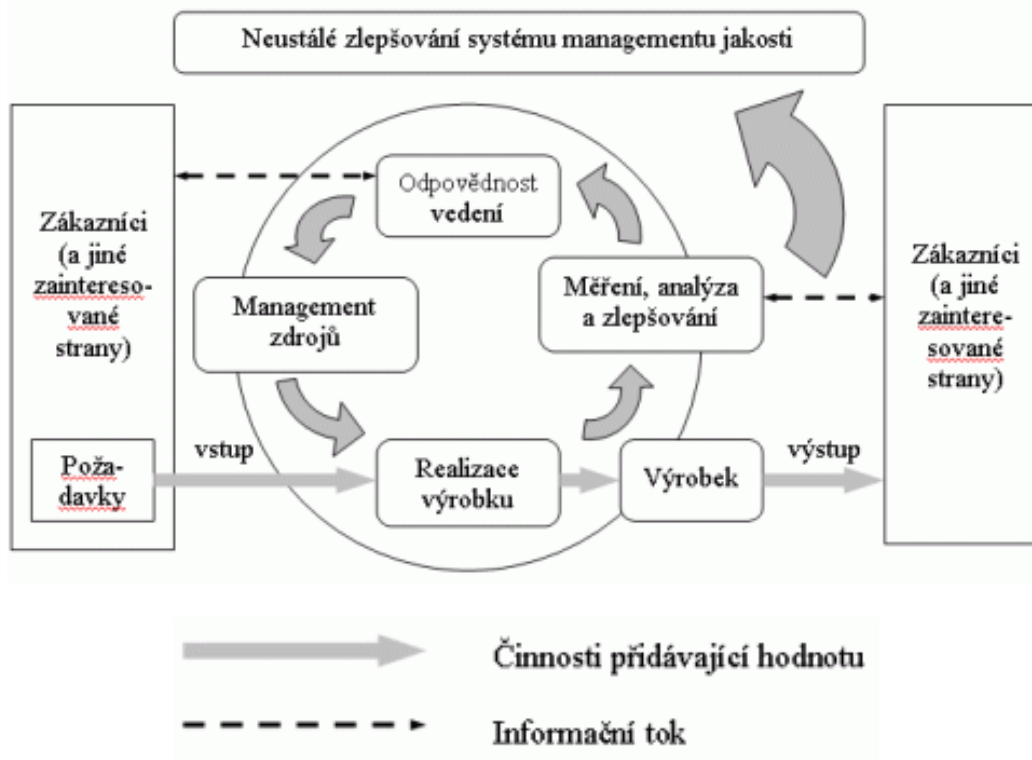 Neustálé zlepšování systému managementu jakosti
Zákazníci
(a jiné
zaintereso-
vané
strany)
Poža-
davky
vstup
Odpovědnost
vedení
Management
zdrojů
Měření, analýza
a zlepšování
Realizace
výrobku
Výrobek
výstup
Zákazníci
(a jiné
zaintere-
sované
strany)
Činnosti přidávající hodnotu
Informační tok